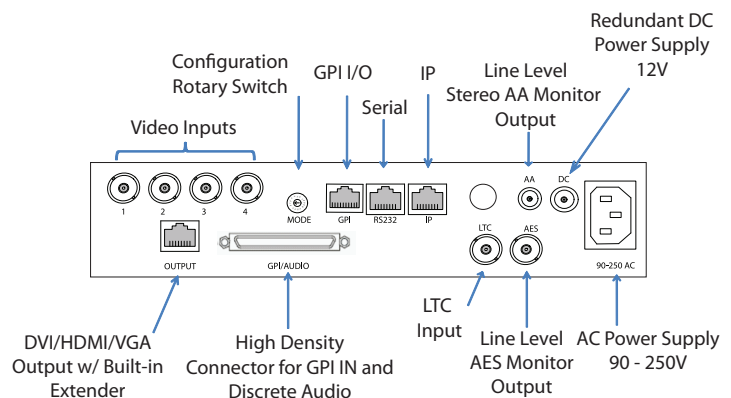 Redundant DC
Power Supply
12V
Configuration
Rotary Switch
GPI I/O
IP
Line Level
Stereo AA Monitor
Output
Serial
Video Inputs
1
2
3
4
MODE
GPI
RS232
IP
AA
DC
LTC
AES
OUTPUT
GPI/AUDIO
90-250 AC
DVI/HDMI/VGA
Output w/ Built-in
Extender
High Density
Connector for GPI IN and
Discrete Audio
LTC
Input
Line Level
AES Monitor
Output
AC Power Supply
90 - 250V